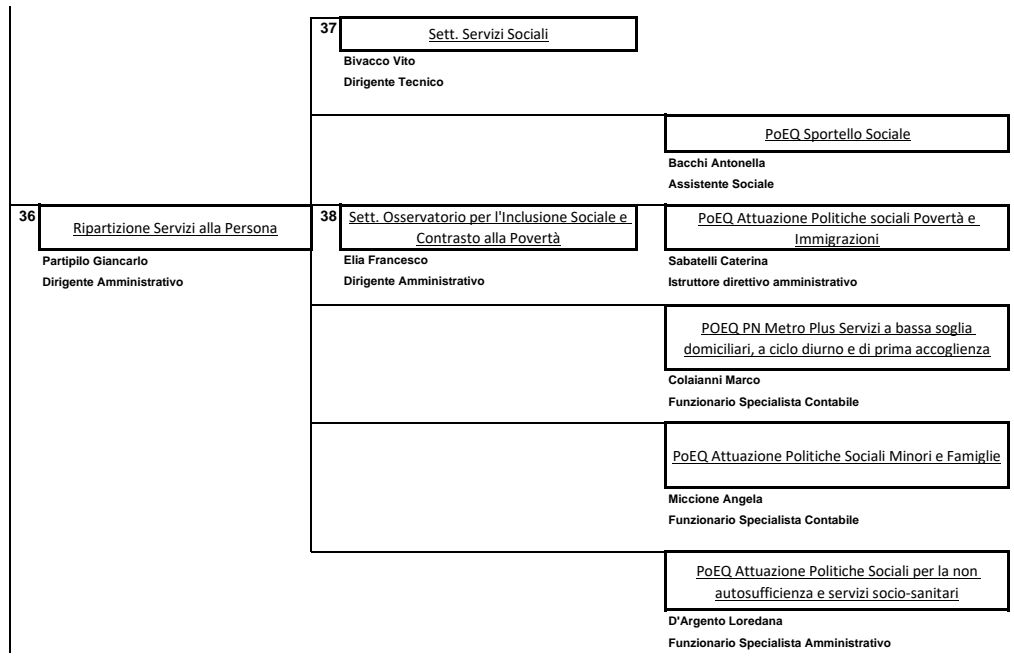 37
Sett. Servizi Sociali
Bivacco Vito
Dirigente Tecnico
PoEQ Sportello Sociale
Bacchi Antonella
Assistente Sociale
36
Ripartizione Servizi alla Persona
Partipilo Giancarlo
Dirigente Amministrativo
38
Sett. Osservatorio per l'Inclusione Sociale e
Contrasto alla Povertà
Elia Francesco
Dirigente Amministrativo
PoEQ Attuazione Politiche sociali Povertà e
Immigrazioni
Sabatelli Caterina
Istruttore direttivo amministrativo
POEQ PN Metro Plus Servizi a bassa soglia
domiciliari, a ciclo diurno e di prima accoglienza
Colaianni Marco
Funzionario Specialista Contabile
PoEQ Attuazione Politiche Sociali Minori e Famiglie
Miccione Angela
Funzionario Specialista Contabile
PoEQ Attuazione Politiche Sociali per la non
autosufficienza e servizi socio-sanitari
D'Argento Loredana
Funzionario Specialista Amministrativo